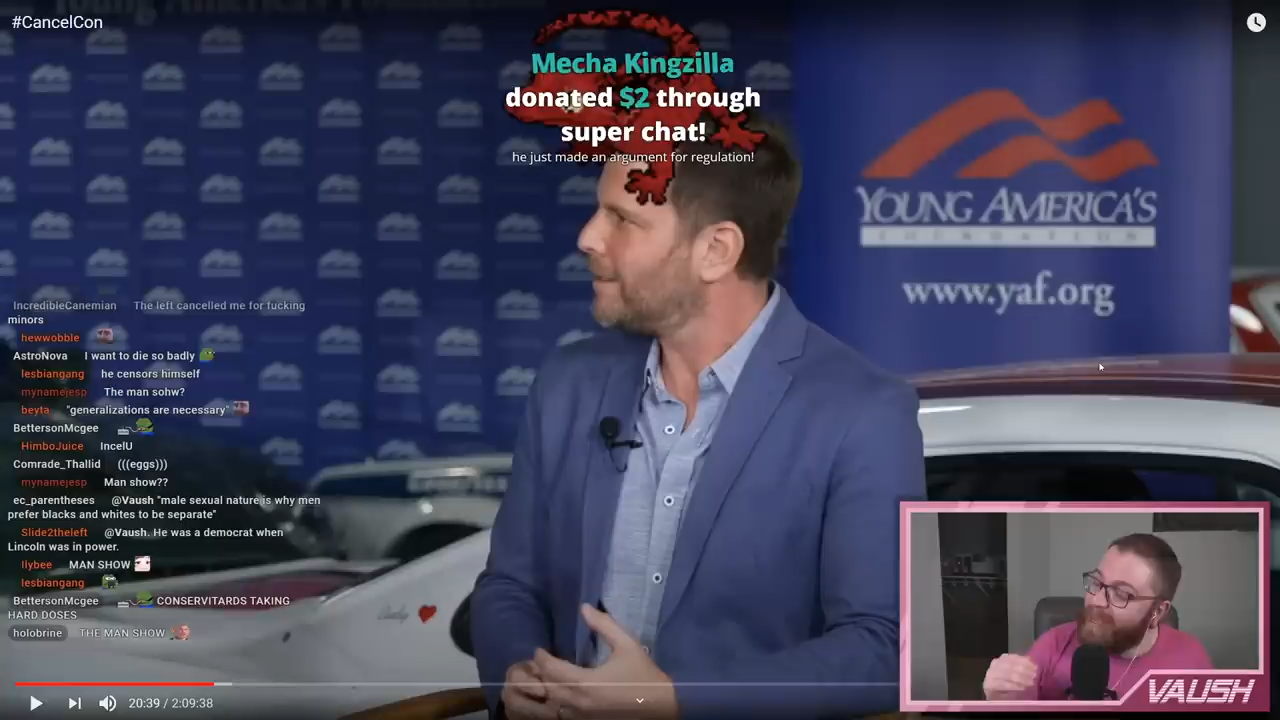 #CancelCon
Mecha Kingzilla
donated $2 through
super chat!
he just made an argument for regulation!
YOUNG AMERICA'S
FOUNDATION
www.yaf.org
IncredibleCanemian The left cancelled me for fucking
minors
hewwobble
AstroNova I want to die so badly
lesbiangang he censors himself
mynamejesp The man sohw?
beyta "generalizations are necessary"
BettersonMcgee
HimboJuice IncelU
Comrade_Thallid (((eggs)))
mynamejesp Man show??
ec_parentheses @Vaush "male sexual nature is why men
prefer blacks and whites to be separate"
Slide2theleft @Vaush. He was a democrat when
Lincoln was in power.
llybee MAN SHOW
lesbiangang
BettersonMcgee CONSERVITARDS TAKING
HARD DOSES
holobrine THE MAN SHOW
20:39 / 2:09:38
VAUSH